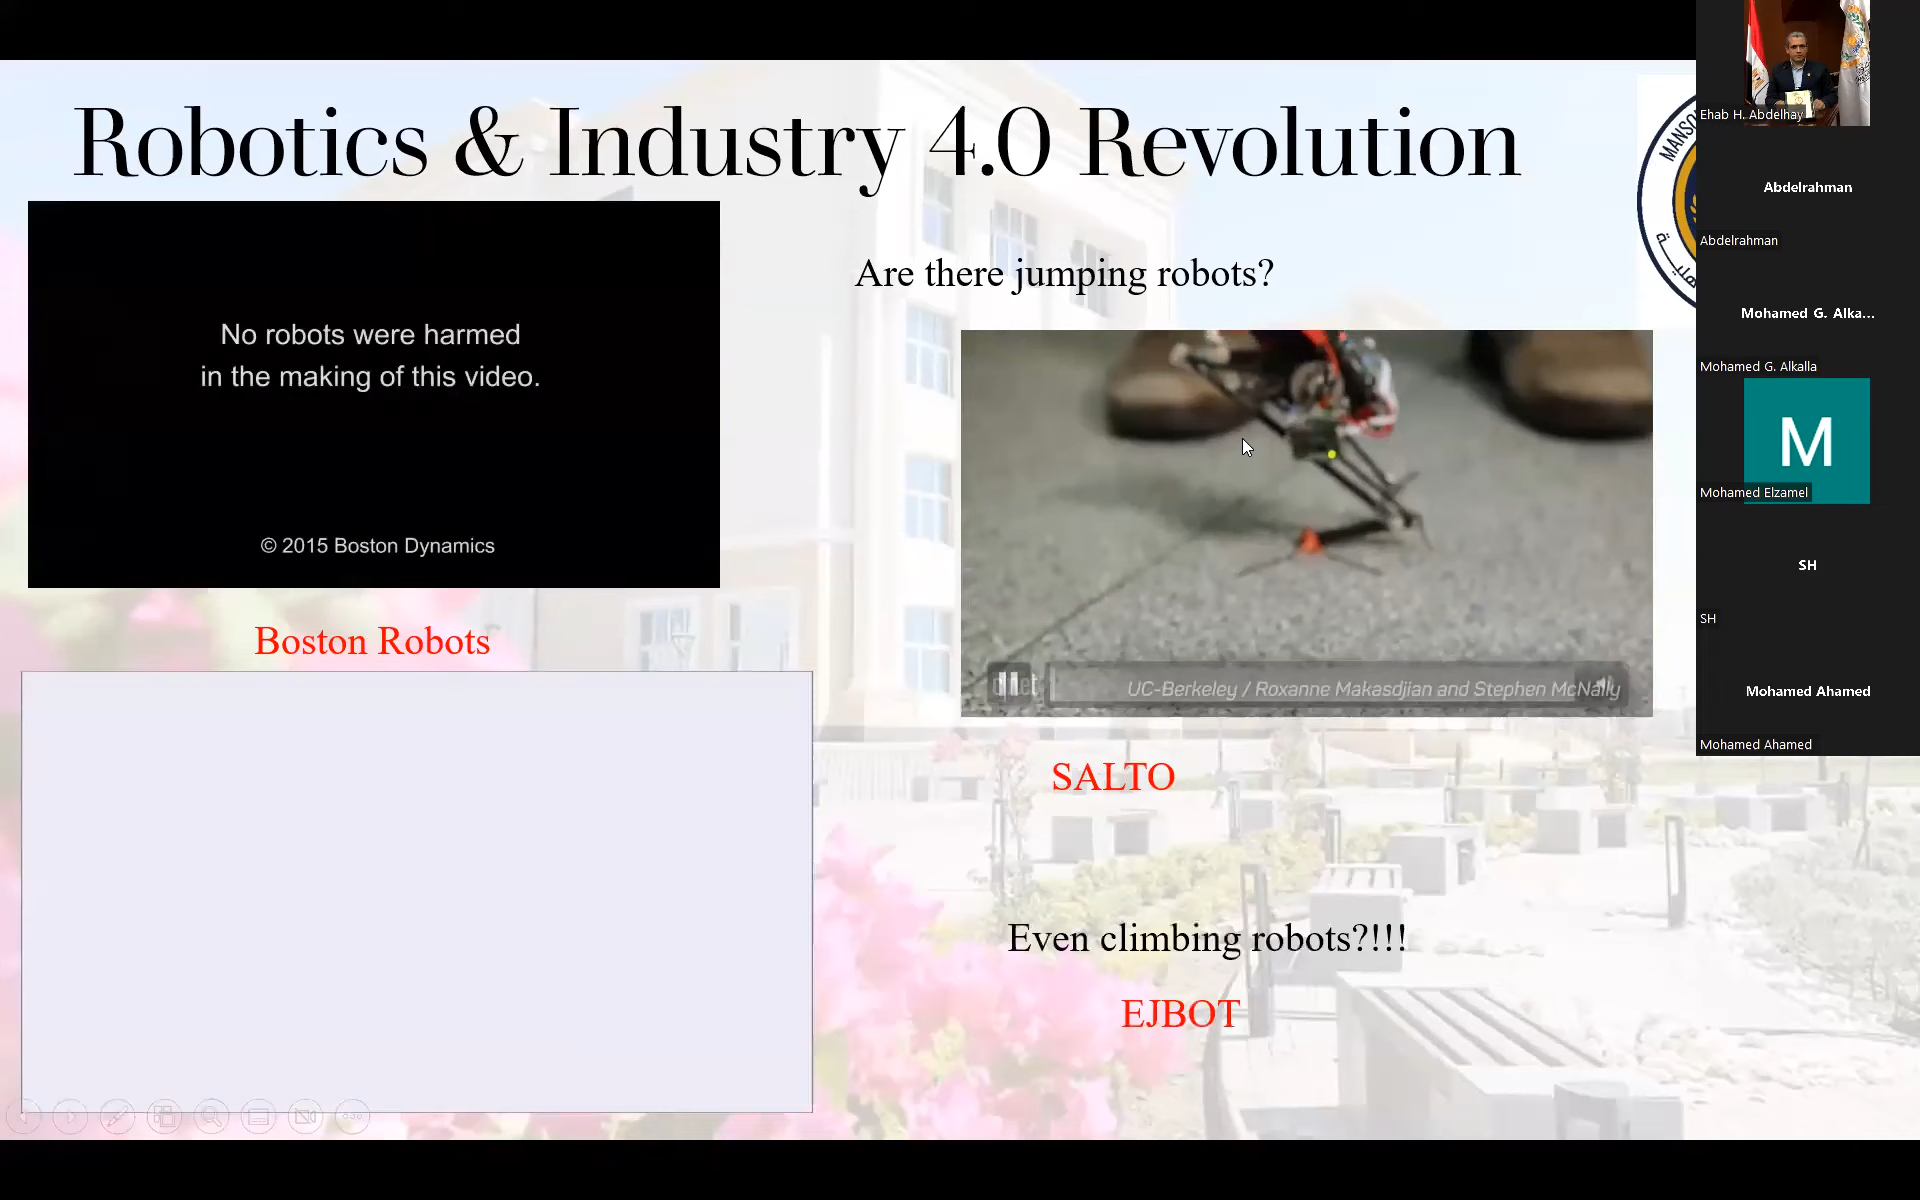 Robotics & Industry 4.0 Revolution
No robots were harmed
in the making of this video.
© 2015 Boston Dynamics
Boston Robots
Are there jumping robots?
UC-Berkeley / Roxanne Makasdjian and Stephen McNally
SALTO
Even climbing robots?!!!
EJBOT
Ehab H. Abdelhay
Abdelrahman
Abdelrahman
Mohamed G. Alka...
Mohamed G. Alkalla
M
Mohamed Elzamel
SH
SH
Mohamed Ahamed
Mohamed Ahamed